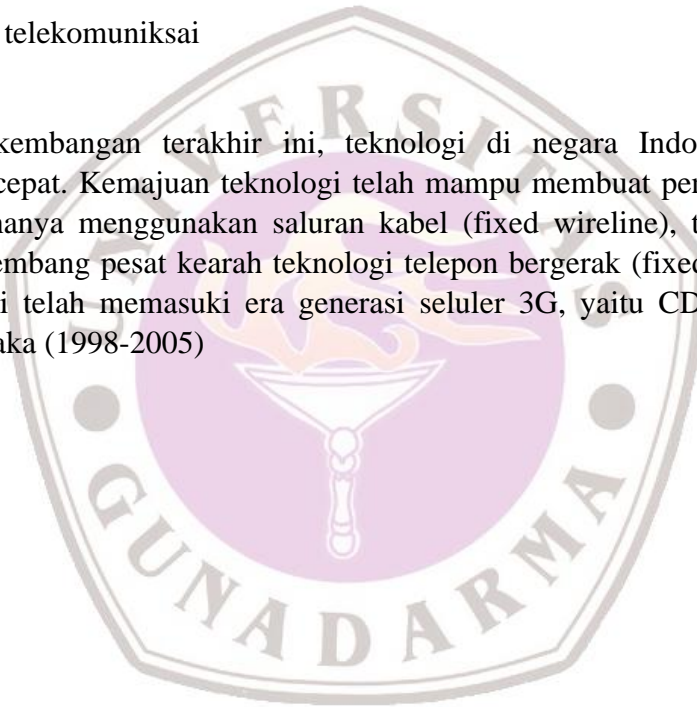 telekomuniksai
kembangan terakhir ini, teknologi di negara Indo
cepat. Kemajuan teknologi telah mampu membuat per
hanya menggunakan saluran kabel (fixed wireline), t
embang pesat kearah teknologi telepon bergerak (fixed
i telah memasuki era generasi seluler 3G, yaitu CD
aka (1998-2005)
UNIVERSITAS
GUNADARMA